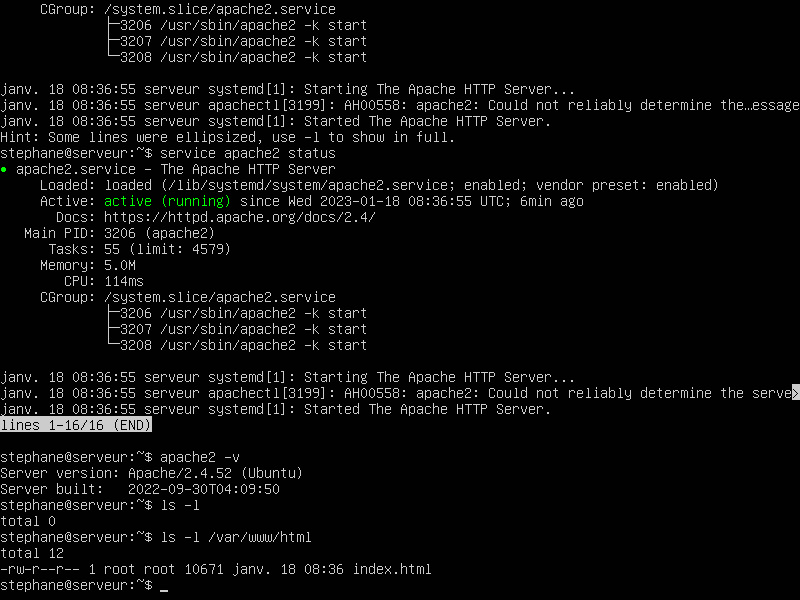 CGroup: /system.slice/apache2.service
             ├─3206 /usr/sbin/apache2 -k start
             ├─3207 /usr/sbin/apache2 -k start
             └─3208 /usr/sbin/apache2 -k start

janv. 18 08:36:55 serveur systemd[1]: Starting The Apache HTTP Server...
janv. 18 08:36:55 serveur apachectl[3199]: AH00558: apache2: Could not reliably determine the…essage
janv. 18 08:36:55 serveur systemd[1]: Started The Apache HTTP Server.
Hint: Some lines were ellipsized, use -l to show in full.
stephane@serveur:~$ service apache2 status
● apache2.service - The Apache HTTP Server
     Loaded: loaded (/lib/systemd/system/apache2.service; enabled; vendor preset: enabled)
     Active: active (running) since Wed 2023-01-18 08:36:55 UTC; 6min ago
       Docs: https://httpd.apache.org/docs/2.4/
   Main PID: 3206 (apache2)
      Tasks: 55 (limit: 4579)
     Memory: 5.0M
        CPU: 114ms
     CGroup: /system.slice/apache2.service
             ├─3206 /usr/sbin/apache2 -k start
             ├─3207 /usr/sbin/apache2 -k start
             └─3208 /usr/sbin/apache2 -k start

janv. 18 08:36:55 serveur systemd[1]: Starting The Apache HTTP Server...
janv. 18 08:36:55 serveur apachectl[3199]: AH00558: apache2: Could not reliably determine the serve>
janv. 18 08:36:55 serveur systemd[1]: Started The Apache HTTP Server.
lines 1-16/16 (END)

stephane@serveur:~$ apache2 -v
Server version: Apache/2.4.52 (Ubuntu)
Server built:   2022-09-30T04:09:50
stephane@serveur:~$ ls -l
total 0
stephane@serveur:~$ ls -l /var/www/html
total 12
-rw-r--r-- 1 root root 10671 janv. 18 08:36 index.html
stephane@serveur:~$ _